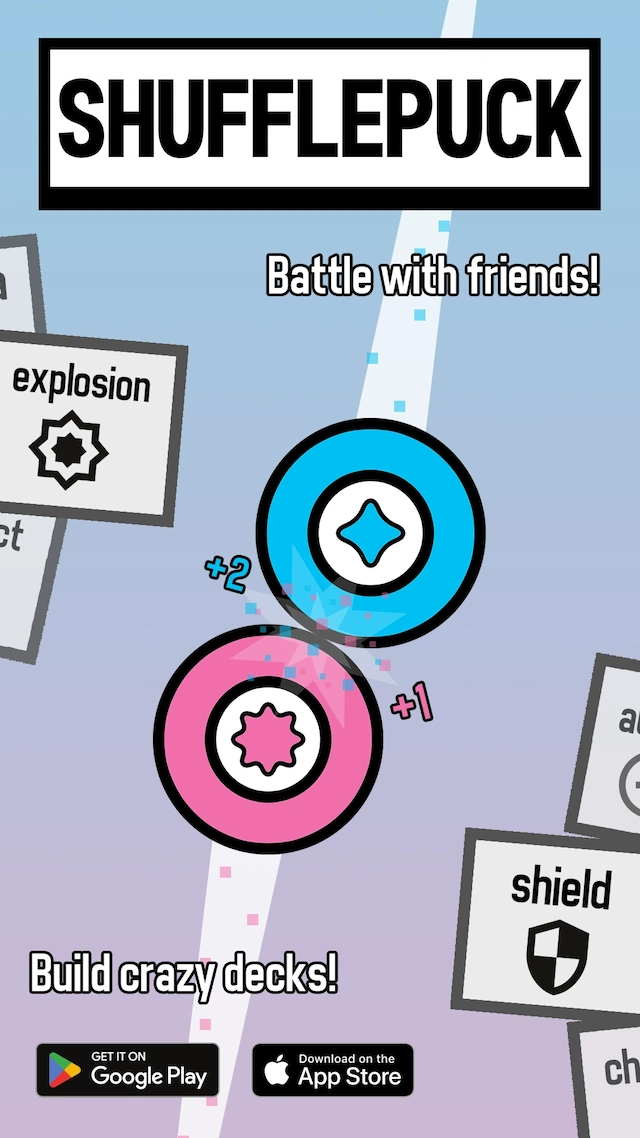 SHUFFLEPUCK
Battle with friends!
explosion
+2
+1
shield
Build crazy decks!
GET IT ON
Google Play
Download on the
App Store